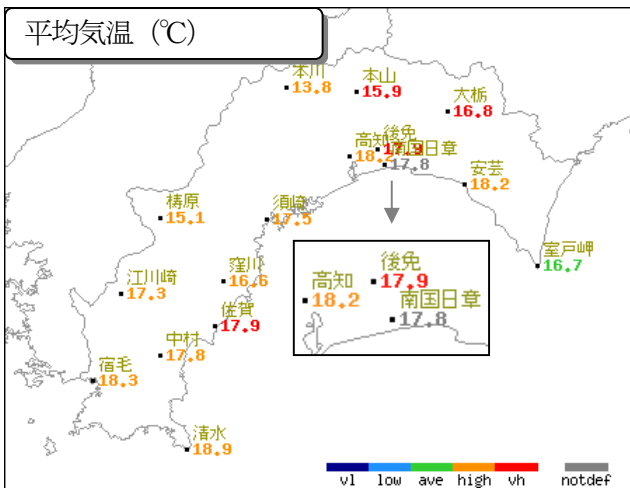 平均気温（℃）
本川
13.8
本山
15.9
大栃
16.8
高知
18.2
後免
17.9
南国日章
17.8
安芸
18.2
梼原
15.1
須崎
17.5
室戸岬
16.7
江川崎
17.3
窪川
16.6
佐賀
17.9
中村
17.8
宿毛
18.3
清水
18.9
後免
17.9
高知
18.2
南国日章
17.8
vl low ave high vh notdef